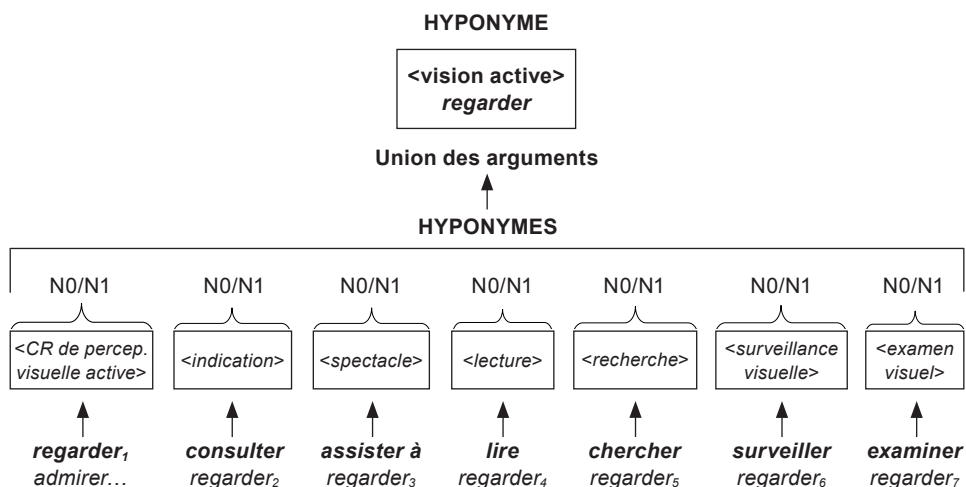 HYPONYME
<vision active>
regarder
Union des arguments
HYPONYMES
N0/N1 N0/N1 N0/N1 N0/N1 N0/N1 N0/N1 N0/N1
<CR de percep. visuelle active> <indication> <spectacle> <lecture> <recherche> <surveillance visuelle> <examen visuel>
regarder₁ consulter assister à lire chercher surveiller examiner
admirer… regarder₂ regarder₃ regarder₄ regarder₅ regarder₆ regarder₇